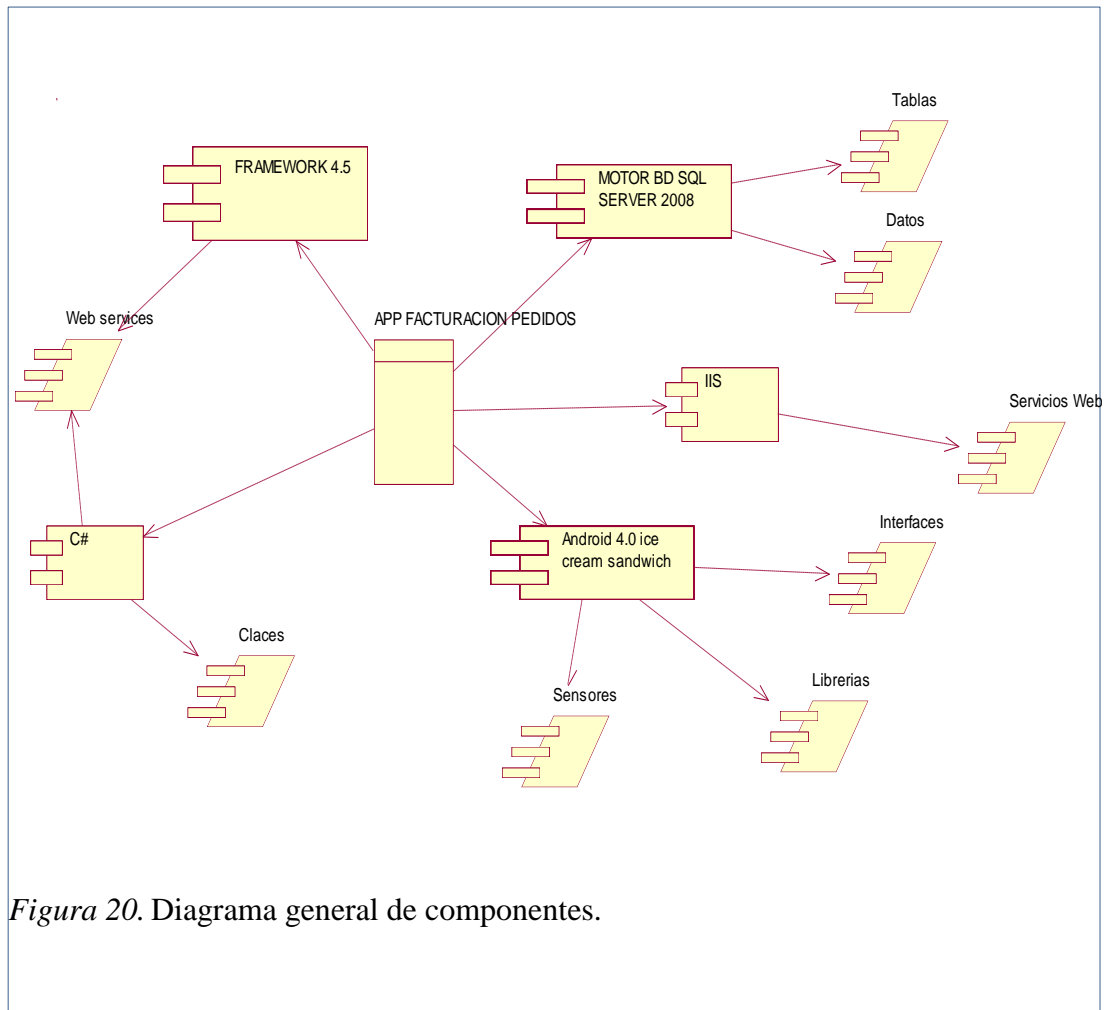 Tablas
FRAMEWORK 4.5
MOTOR BD SQL
SERVER 2008
Datos
Web services
APP FACTURACION PEDIDOS
IIS
Servicios Web
C#
Android 4.0 ice
cream sandwich
Interfaces
Claces
Sensores
Librerias
Figura 20. Diagrama general de componentes.